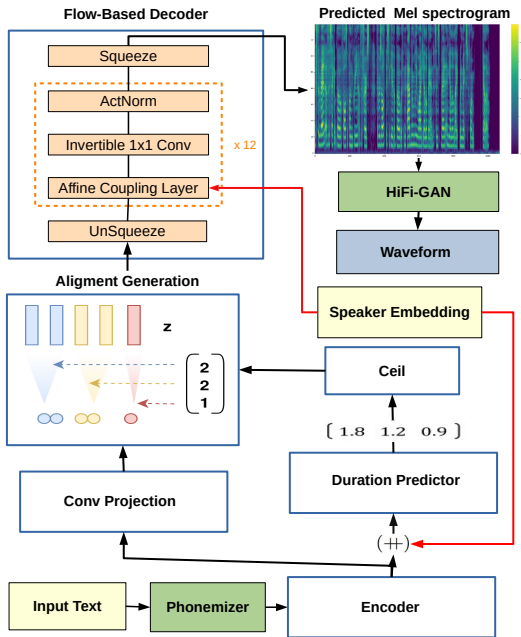 Flow-Based Decoder
Predicted Mel spectrogram
Squeeze
ActNorm
Invertible 1x1 Conv
x 12
Affine Coupling Layer
UnSqueeze
HiFi-GAN
Waveform
Aligment Generation
Speaker Embedding
z
2
2
1
Ceil
[ 1.8 1.2 0.9 ]
Duration Predictor
Conv Projection
(++)
Input Text
Phonemizer
Encoder